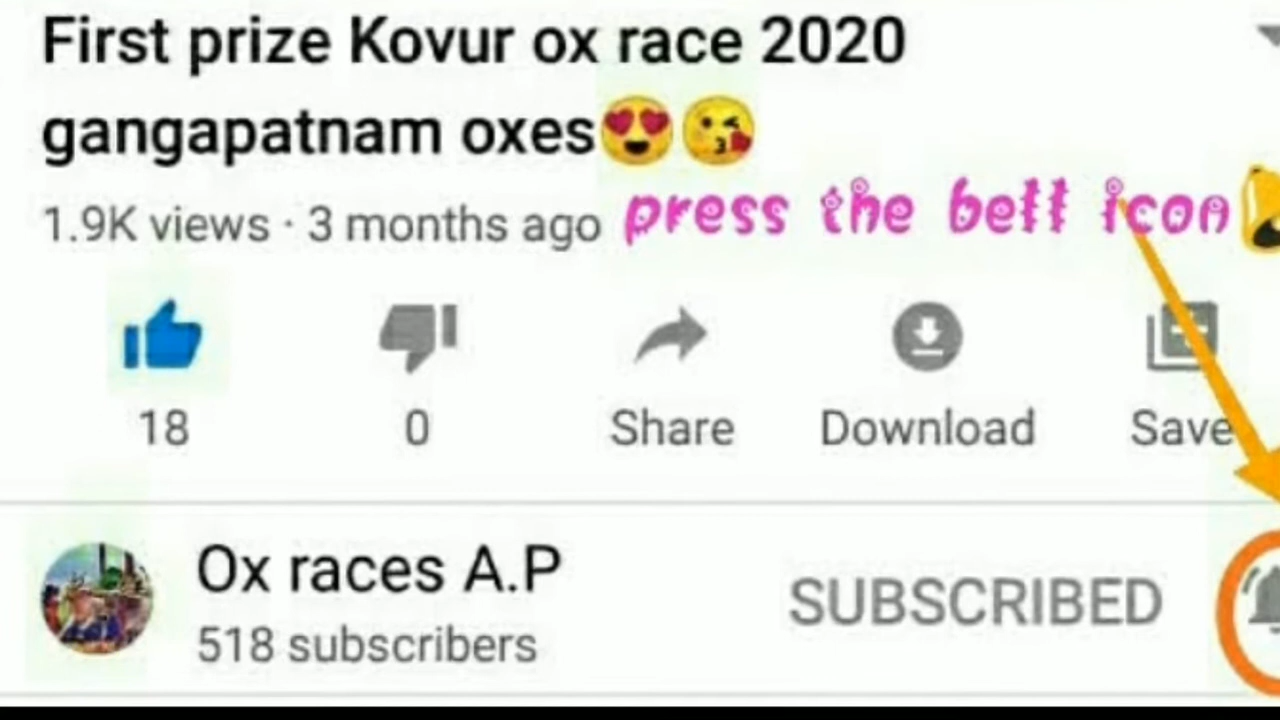 First prize Kovur ox race 2020
gangapatnam oxes😍😘
1.9K views · 3 months ago press the bell icon🔔
18 0 Share Download Save
Ox races A.P
518 subscribers
SUBSCRIBED